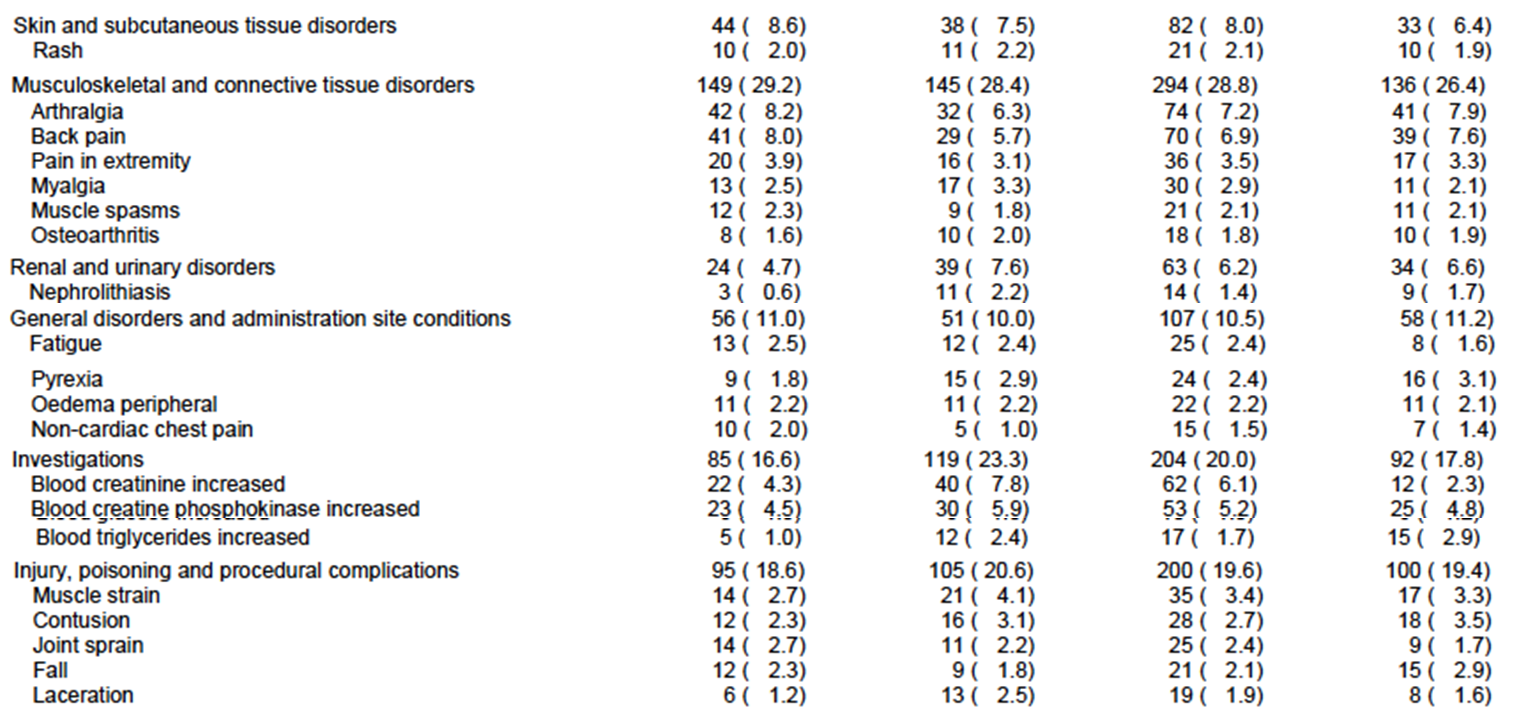 Skin and subcutaneous tissue disorders 44 ( 8.6) 38 ( 7.5) 82 ( 8.0) 33 ( 6.4)
Rash 10 ( 2.0) 11 ( 2.2) 21 ( 2.1) 10 ( 1.9)
Musculoskeletal and connective tissue disorders 149 ( 29.2) 145 ( 28.4) 294 ( 28.8) 136 ( 26.4)
Arthralgia 42 ( 8.2) 32 ( 6.3) 74 ( 7.2) 41 ( 7.9)
Back pain 41 ( 8.0) 29 ( 5.7) 70 ( 6.9) 39 ( 7.6)
Pain in extremity 20 ( 3.9) 16 ( 3.1) 36 ( 3.5) 17 ( 3.3)
Myalgia 13 ( 2.5) 17 ( 3.3) 30 ( 2.9) 11 ( 2.1)
Muscle spasms 12 ( 2.3) 9 ( 1.8) 21 ( 2.1) 11 ( 2.1)
Osteoarthritis 8 ( 1.6) 10 ( 2.0) 18 ( 1.8) 10 ( 1.9)
Renal and urinary disorders 24 ( 4.7) 39 ( 7.6) 63 ( 6.2) 34 ( 6.6)
Nephrolithiasis 3 ( 0.6) 11 ( 2.2) 14 ( 1.4) 9 ( 1.7)
General disorders and administration site conditions 56 ( 11.0) 51 ( 10.0) 107 ( 10.5) 58 ( 11.2)
Fatigue 13 ( 2.5) 12 ( 2.4) 25 ( 2.4) 8 ( 1.6)
Pyrexia 9 ( 1.8) 15 ( 2.9) 24 ( 2.4) 16 ( 3.1)
Oedema peripheral 11 ( 2.2) 11 ( 2.2) 22 ( 2.2) 11 ( 2.1)
Non-cardiac chest pain 10 ( 2.0) 5 ( 1.0) 15 ( 1.5) 7 ( 1.4)
Investigations 85 ( 16.6) 119 ( 23.3) 204 ( 20.0) 92 ( 17.8)
Blood creatinine increased 22 ( 4.3) 40 ( 7.8) 62 ( 6.1) 12 ( 2.3)
Blood creatine phosphokinase increased 23 ( 4.5) 30 ( 5.9) 53 ( 5.2) 25 ( 4.8)
Blood triglycerides increased 5 ( 1.0) 12 ( 2.4) 17 ( 1.7) 15 ( 2.9)
Injury, poisoning and procedural complications 95 ( 18.6) 105 ( 20.6) 200 ( 19.6) 100 ( 19.4)
Muscle strain 14 ( 2.7) 21 ( 4.1) 35 ( 3.4) 17 ( 3.3)
Contusion 12 ( 2.3) 16 ( 3.1) 28 ( 2.7) 18 ( 3.5)
Joint sprain 14 ( 2.7) 11 ( 2.2) 25 ( 2.4) 9 ( 1.7)
Fall 12 ( 2.3) 9 ( 1.8) 21 ( 2.1) 15 ( 2.9)
Laceration 6 ( 1.2) 13 ( 2.5) 19 ( 1.9) 8 ( 1.6)